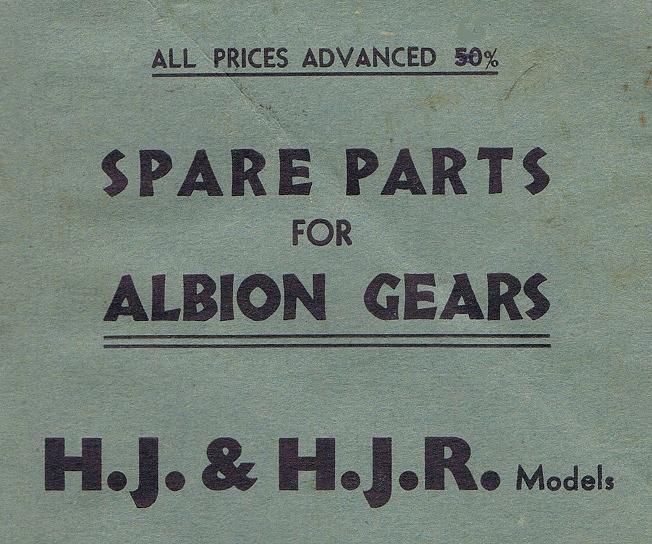 ALL PRICES ADVANCED 50%
SPARE PARTS
FOR
ALBION GEARS
H.J. & H.J.R. Models